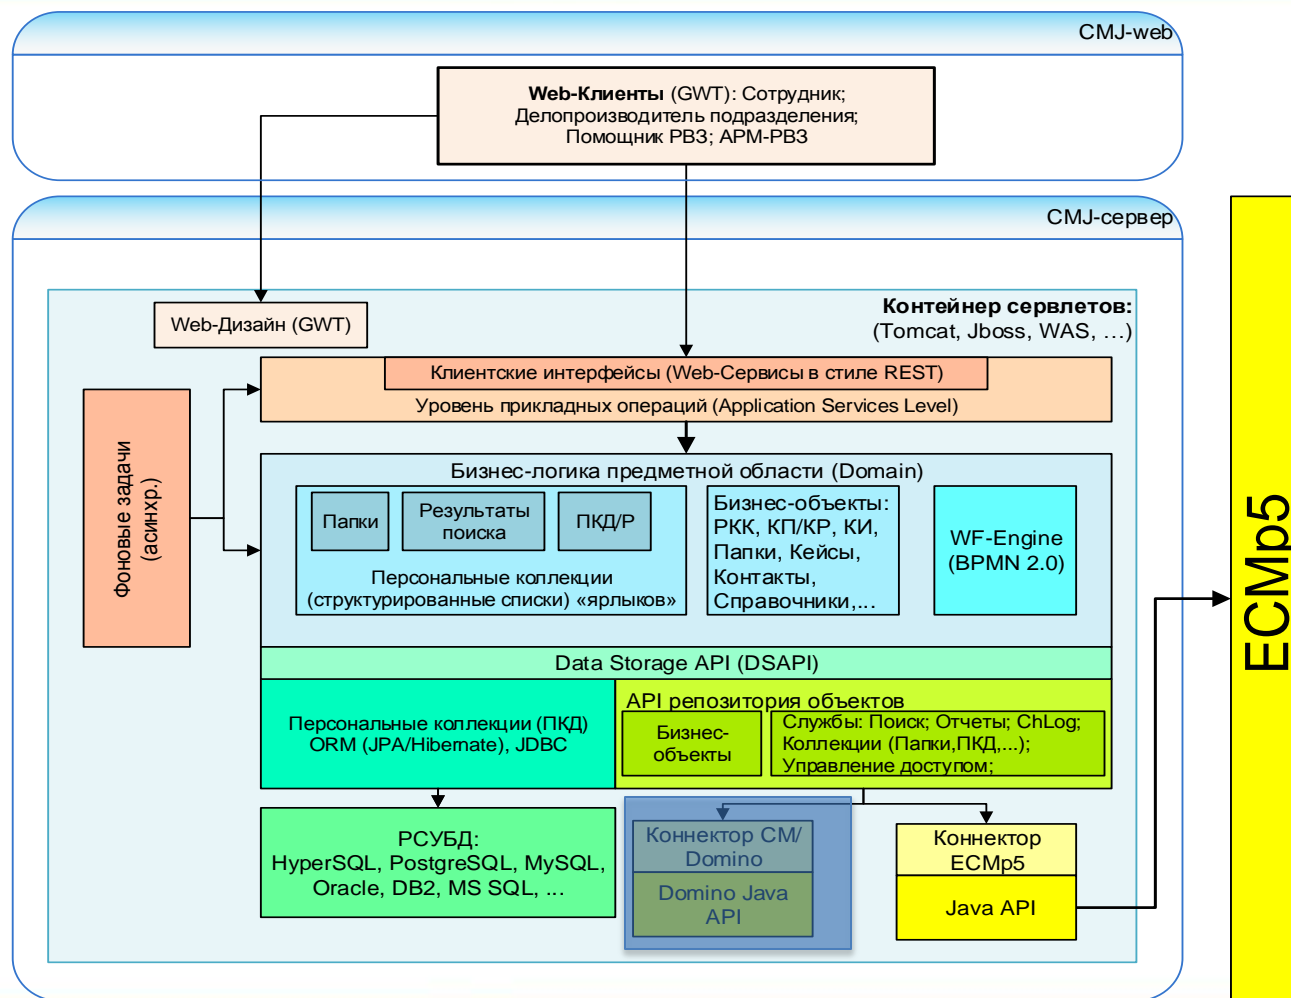 CMJ-web
Web-Клиенты (GWT): Сотрудник;
Делопроизводитель подразделения;
Помощник РВЗ; АРМ-РВЗ
CMJ-сервер
Контейнер сервлетов:
(Tomcat, Jboss, WAS, …)
Web-Дизайн (GWT)
Клиентские интерфейсы (Web-Сервисы в стиле REST)
Уровень прикладных операций (Application Services Level)
Фоновые задачи
(асинхр.)
Бизнес-логика предметной области (Domain)
Папки
Результаты
поиска
ПКД/Р
Персональные коллекции
(структурированные списки) «ярлыков»
Бизнес-объекты:
РКК, КП/КР, КИ,
Папки, Кейсы,
Контакты,
Справочники,...
WF-Engine
(BPMN 2.0)
Data Storage API (DSAPI)
Персональные коллекции (ПКД)
ORM (JPA/Hibernate), JDBC
API репозитория объектов
Бизнес-
объекты
Службы: Поиск; Отчеты; ChLog;
Коллекции (Папки,ПКД,...);
Управление доступом;
РСУБД:
HyperSQL, PostgreSQL, MySQL,
Oracle, DB2, MS SQL, ...
Коннектор CM/
Domino
Domino Java
API
Коннектор
ECMp5
Java API
ECMp5